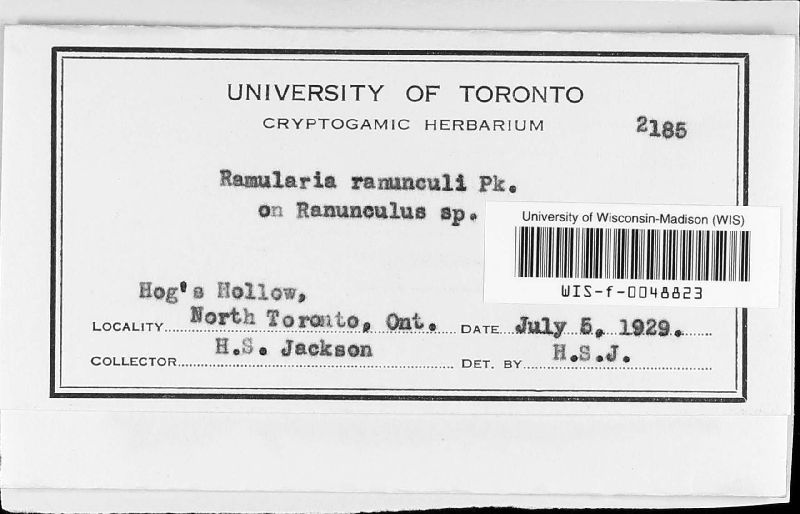 UNIVERSITY OF TORONTO
CRYPTOGAMIC HERBARIUM
2185
Ramularia ranunculi Pk.
on Ranunculus sp.
University of Wisconsin-Madison (WIS)
WIS-f-0048823
Hog's Hollow,
LOCALITY North Toronto, Ont. DATE July 5, 1929.
COLLECTOR H.S. Jackson DET. BY H.S.J.